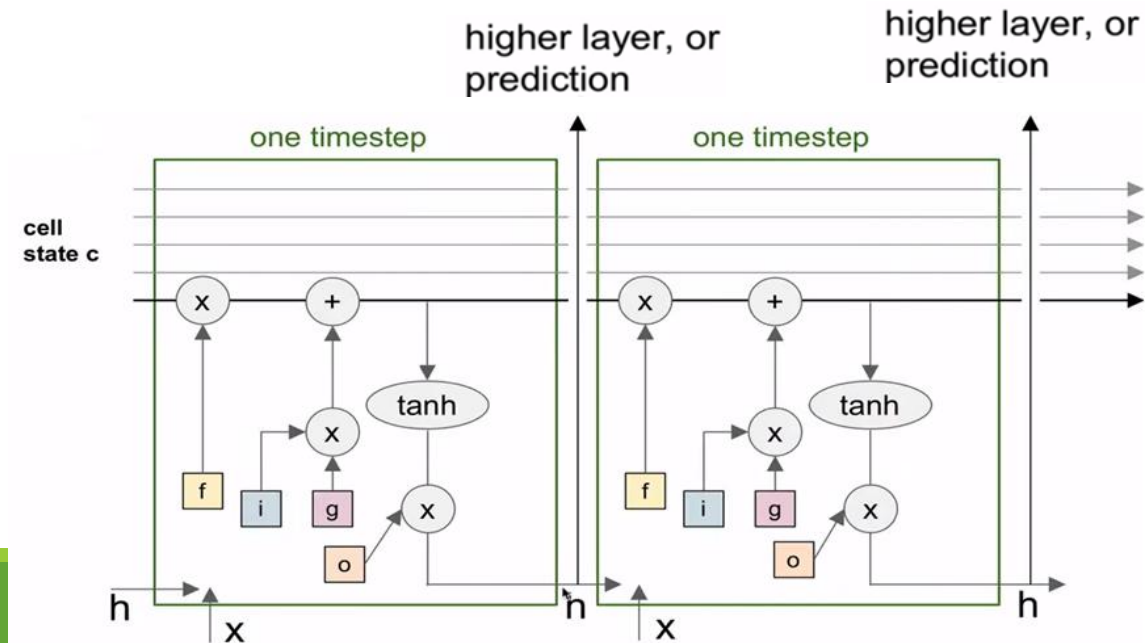 higher layer, or
prediction
higher layer, or
prediction
one timestep
one timestep
cell
state c
x
+
x
+
tanh
tanh
x
x
f
i
g
x
f
i
g
x
o
o
h
x
h
x
h